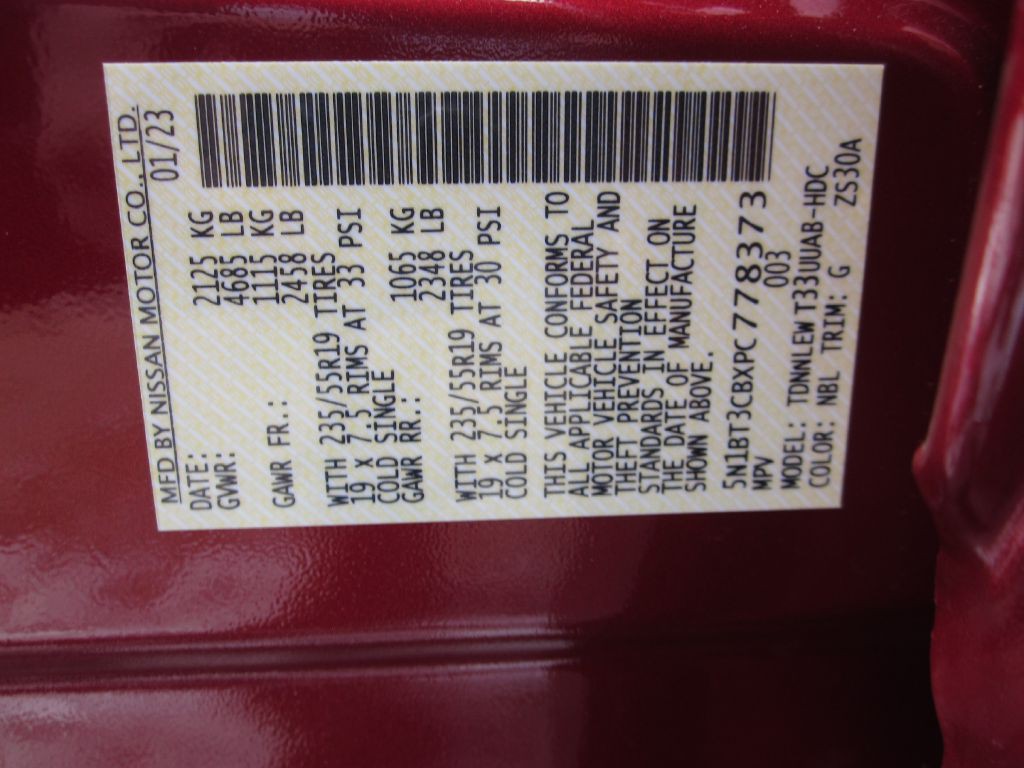 MFD BY NISSAN MOTOR CO., LTD.
DATE: 01/23
GVWR: 2125 KG
4685 LB
GAWR FR.: 1115 KG
2458 LB
WITH 235/55R19 TIRES
19 x 7.5 RIMS AT 33 PSI
COLD SINGLE
GAWR RR.: 1065 KG
2348 LB
WITH 235/55R19 TIRES
19 x 7.5 RIMS AT 30 PSI
COLD SINGLE
THIS VEHICLE CONFORMS TO
ALL APPLICABLE FEDERAL
MOTOR VEHICLE SAFETY AND
THEFT PREVENTION
STANDARDS IN EFFECT ON
THE DATE OF MANUFACTURE
SHOWN ABOVE.
5N1BT3CBXPC778373
MPV 003
MODEL: TDNNLEWT33UUAB-HDC
COLOR: NBL TRIM: G ZS30A